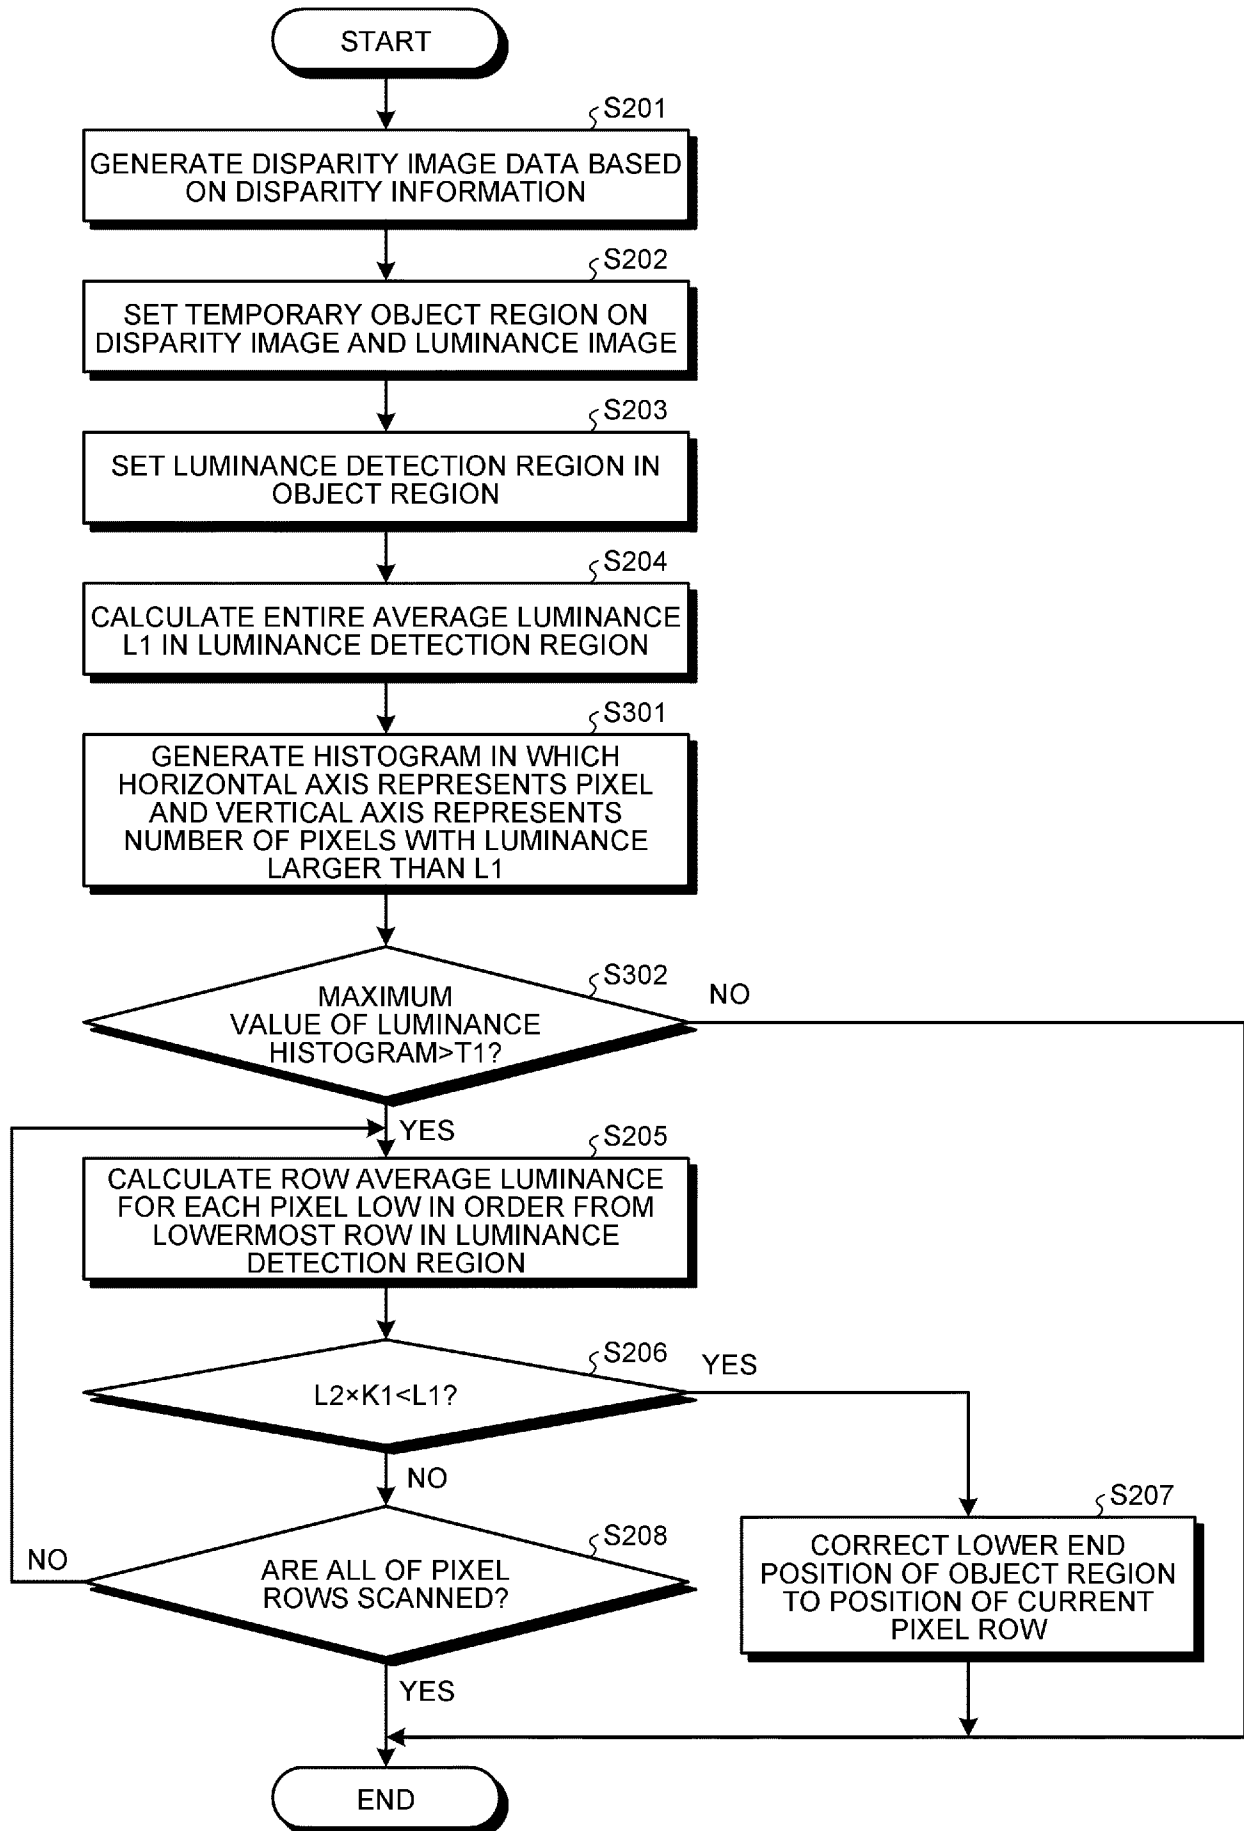 START
S201
GENERATE DISPARITY IMAGE DATA BASED
ON DISPARITY INFORMATION
S202
SET TEMPORARY OBJECT REGION ON
DISPARITY IMAGE AND LUMINANCE IMAGE
S203
SET LUMINANCE DETECTION REGION IN
OBJECT REGION
S204
CALCULATE ENTIRE AVERAGE LUMINANCE
L1 IN LUMINANCE DETECTION REGION
S301
GENERATE HISTOGRAM IN WHICH
HORIZONTAL AXIS REPRESENTS PIXEL
AND VERTICAL AXIS REPRESENTS
NUMBER OF PIXELS WITH LUMINANCE
LARGER THAN L1
S302
NO
MAXIMUM
VALUE OF LUMINANCE
HISTOGRAM>T1?
YES
S205
CALCULATE ROW AVERAGE LUMINANCE
FOR EACH PIXEL LOW IN ORDER FROM
LOWERMOST ROW IN LUMINANCE
DETECTION REGION
S206
YES
L2×K1<L1?
NO
S207
CORRECT LOWER END
POSITION OF OBJECT REGION
TO POSITION OF CURRENT
PIXEL ROW
S208
NO
ARE ALL OF PIXEL
ROWS SCANNED?
YES
END